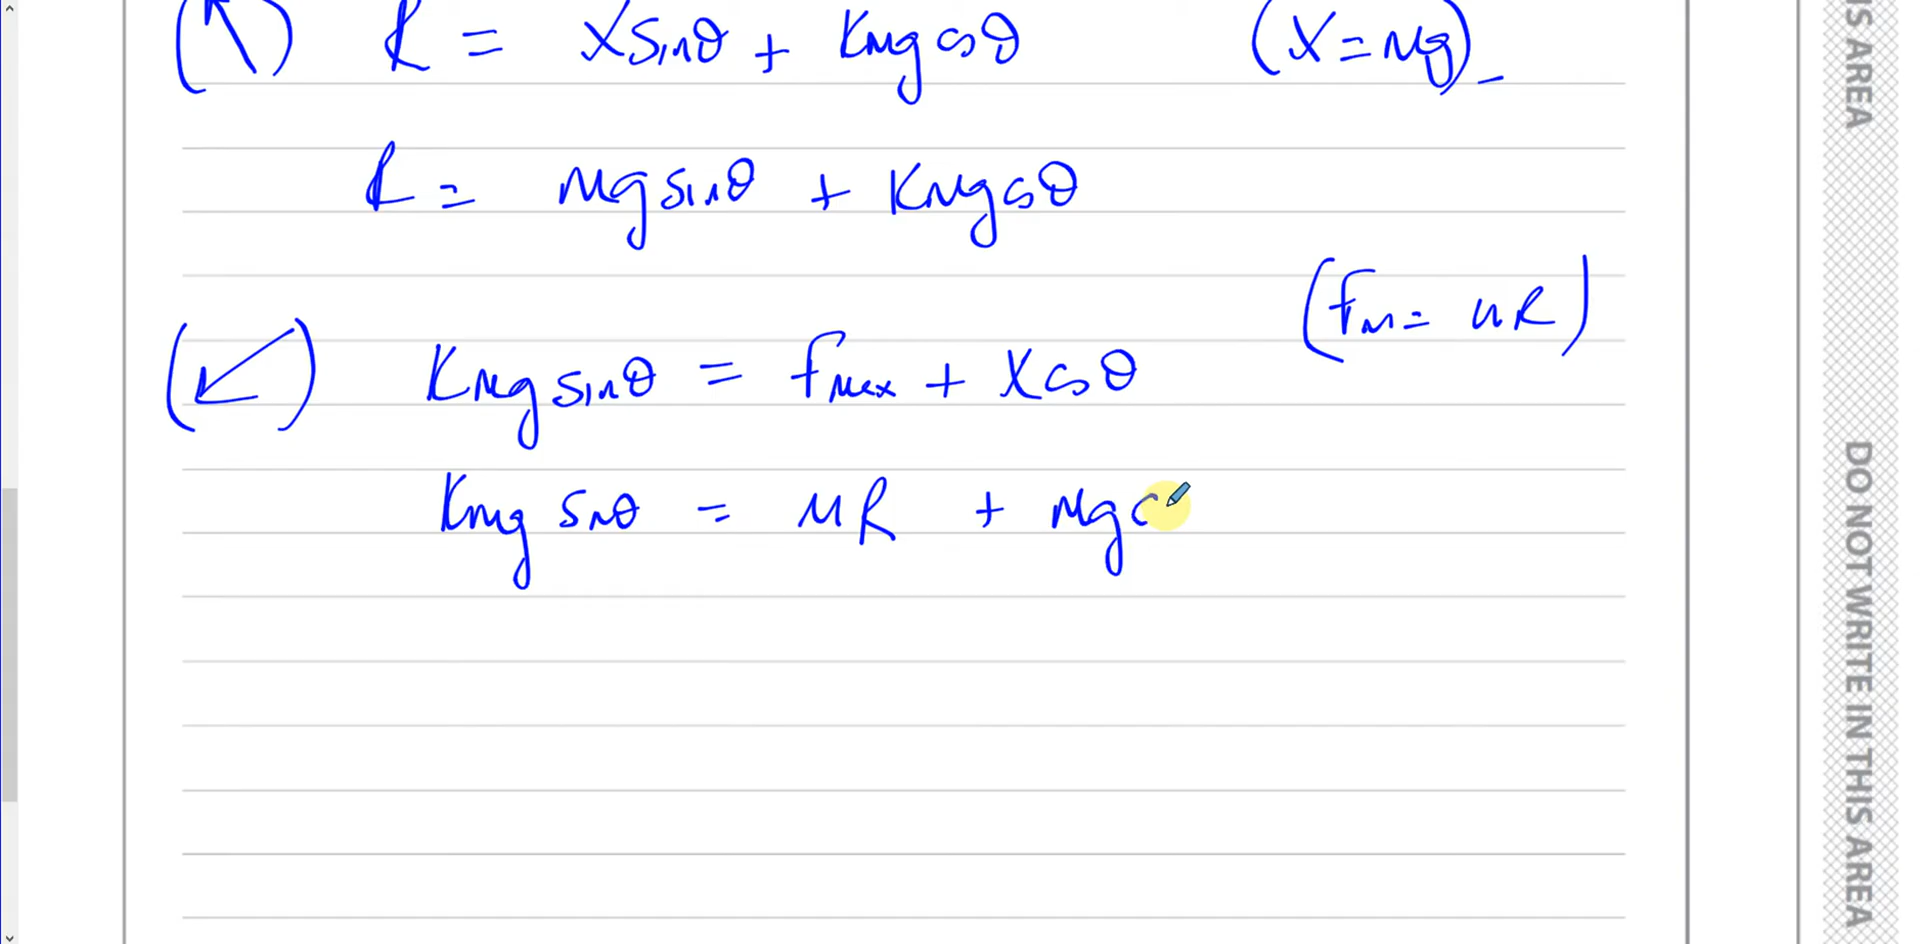 (↖) R = X sinθ + Kmg cosθ (X = Mg)
R = Mg sinθ + KMg cosθ
(Fm = μR)
(↙) KMg sinθ = Fmax + X cosθ
Kmg sinθ = μR + Mg c
IS AREA
DO NOT WRITE IN THIS AREA